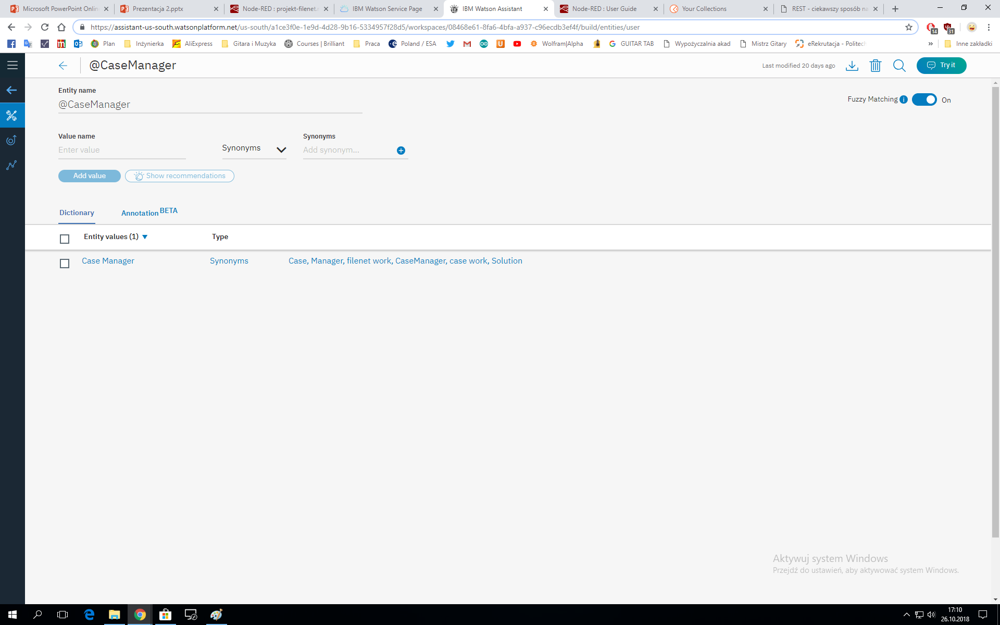 Microsoft PowerPoint Onlin
Prezentacja 2.pptx
Node-RED : projekt-filenet.
IBM Watson Service Page
IBM Watson Assistant
Node-RED : User Guide
Your Collections
REST - ciekawszy sposób na
https://assistant-us-south.watsonplatform.net/us-south/a1ce3f0e-1e9d-4d28-9b16-5334957f28d5/workspaces/08468e61-8fa6-4bfa-a937-c96ecdb3ef4f/build/entities/user
14
31
Plan
Inżynierka
AliExpress
Gitara i Muzyka
Courses | Brilliant
Praca
Poland / ESA
Wolfram|Alpha
GUITAR TAB
Wypożyczalnia akad
Mistrz Gitary
eRekrutacja - Politech
»
Inne zakładki
@CaseManager
Last modified 20 days ago
Try it
Entity name
@CaseManager
Fuzzy Matching
On
Value name
Synonyms
Enter value
Synonyms
Add synonym...
Add value
Show recommendations
Dictionary
Annotation BETA
Entity values (1)
Type
Case Manager
Synonyms
Case, Manager, filenet work, CaseManager, case work, Solution
Aktywuj system Windows
Przejdź do ustawień, aby aktywować system Windows.
17:10
26.10.2018